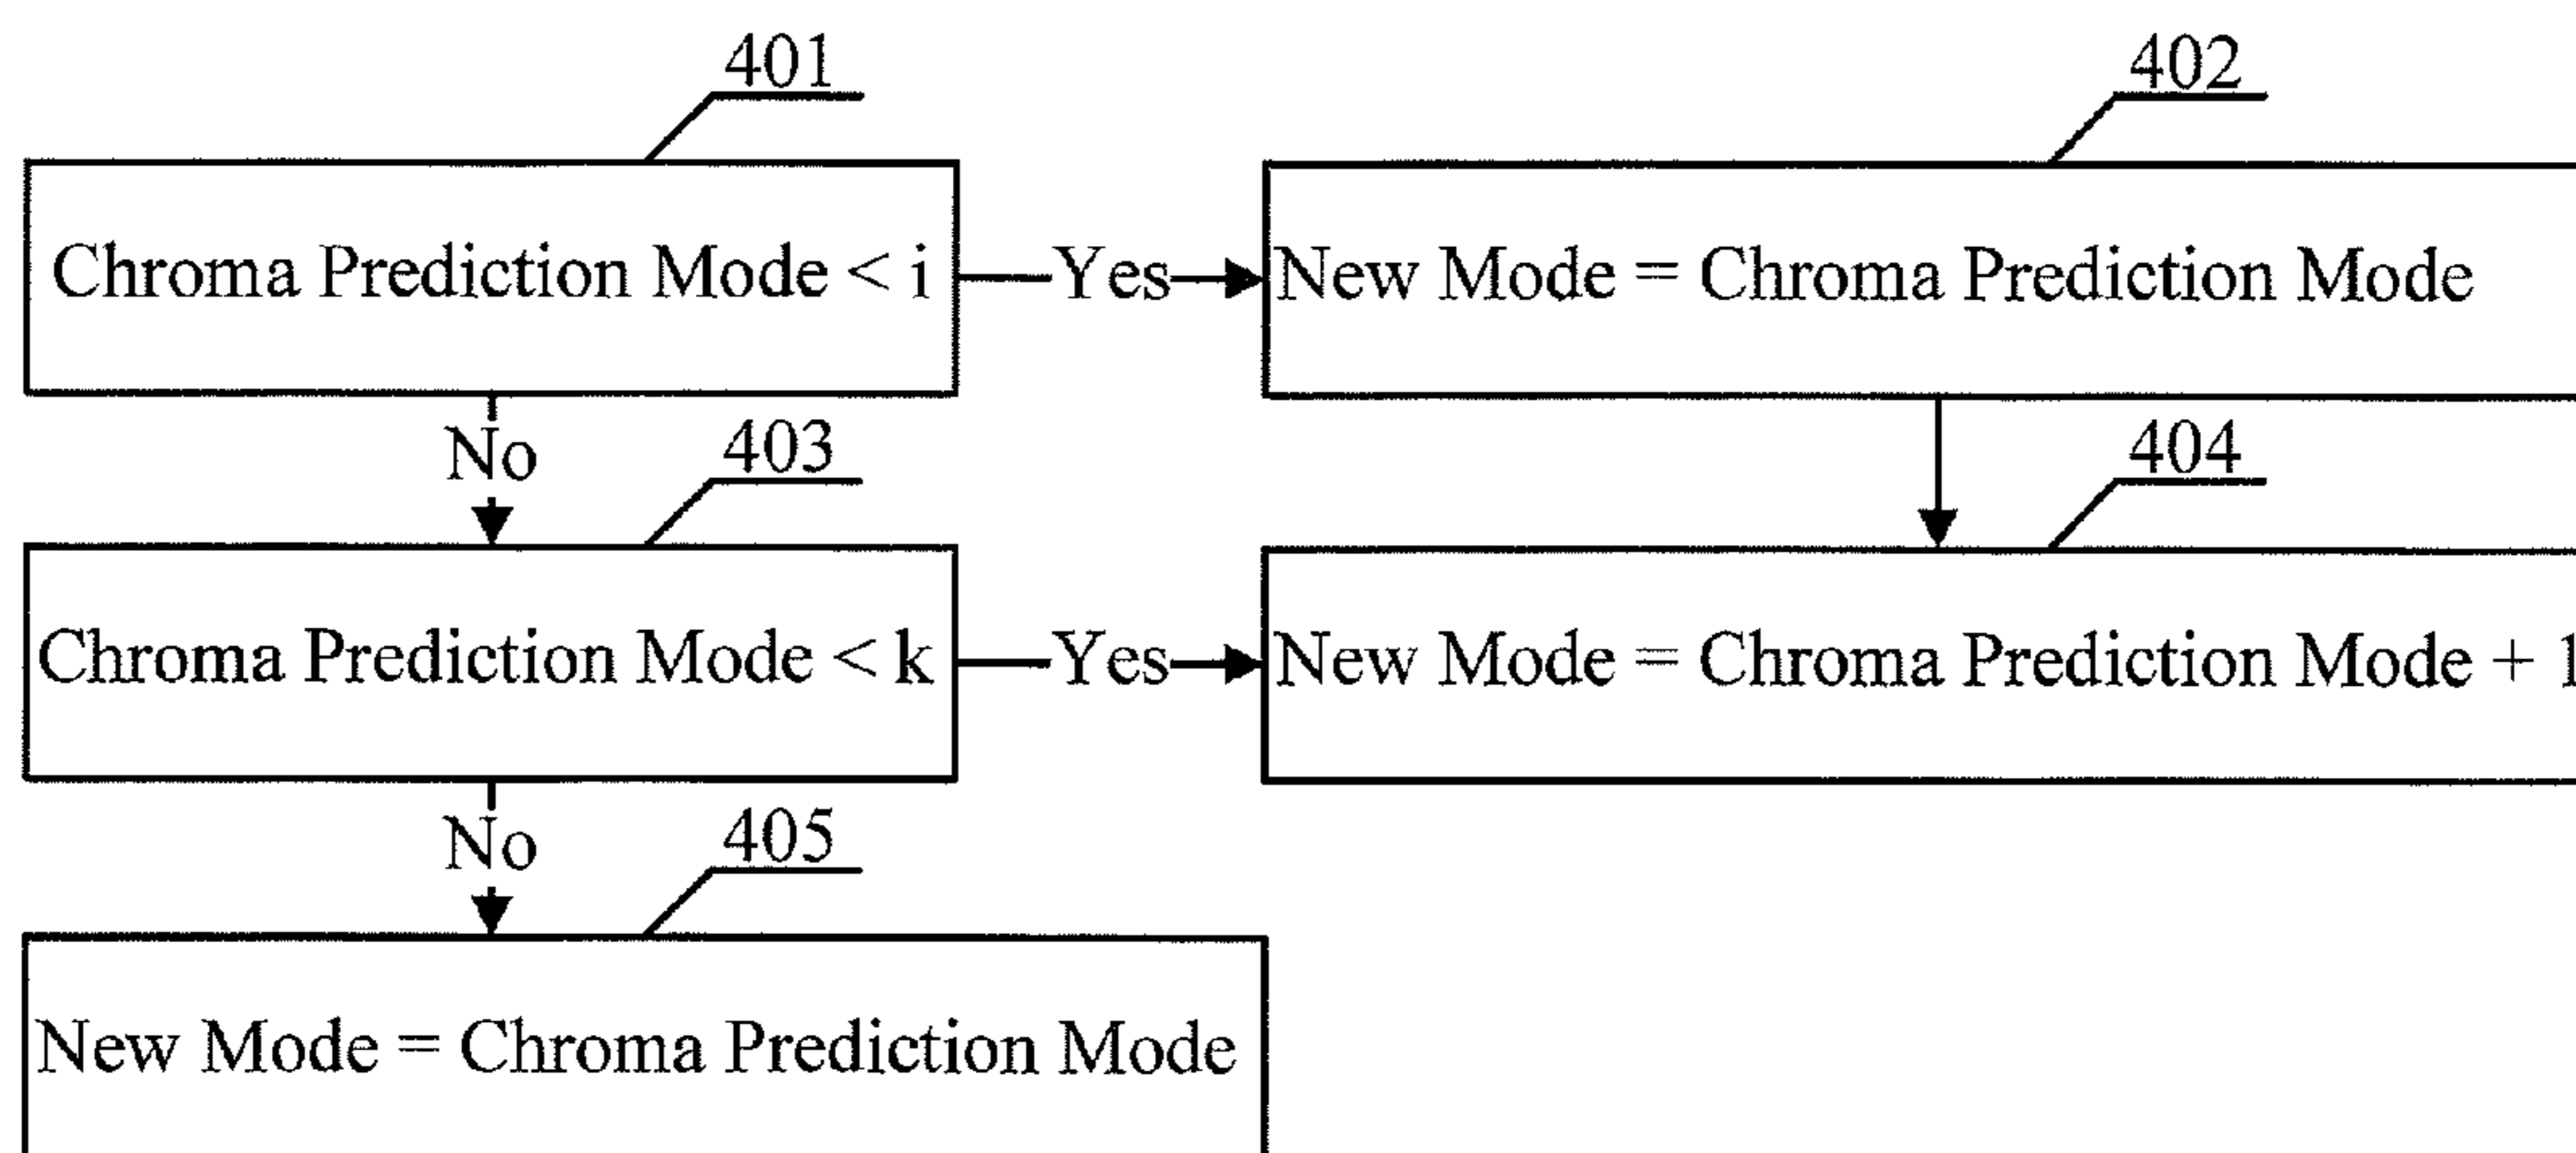 401
402
Chroma Prediction Mode < i
Yes
New Mode = Chroma Prediction Mode
No
403
404
Chroma Prediction Mode < k
Yes
New Mode = Chroma Prediction Mode + 1
No
405
New Mode = Chroma Prediction Mode